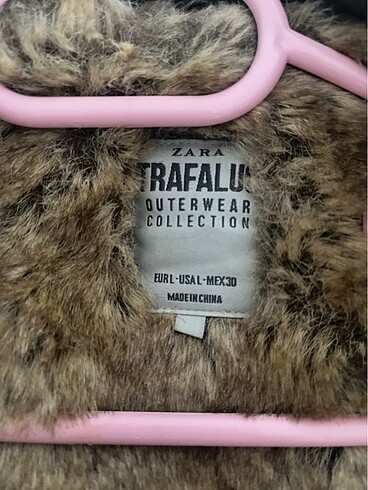 ZARA
TRAFALU
OUTERWEAR
COLLECTION
EUR L-USA L-MEX 30
MADE IN CHINA